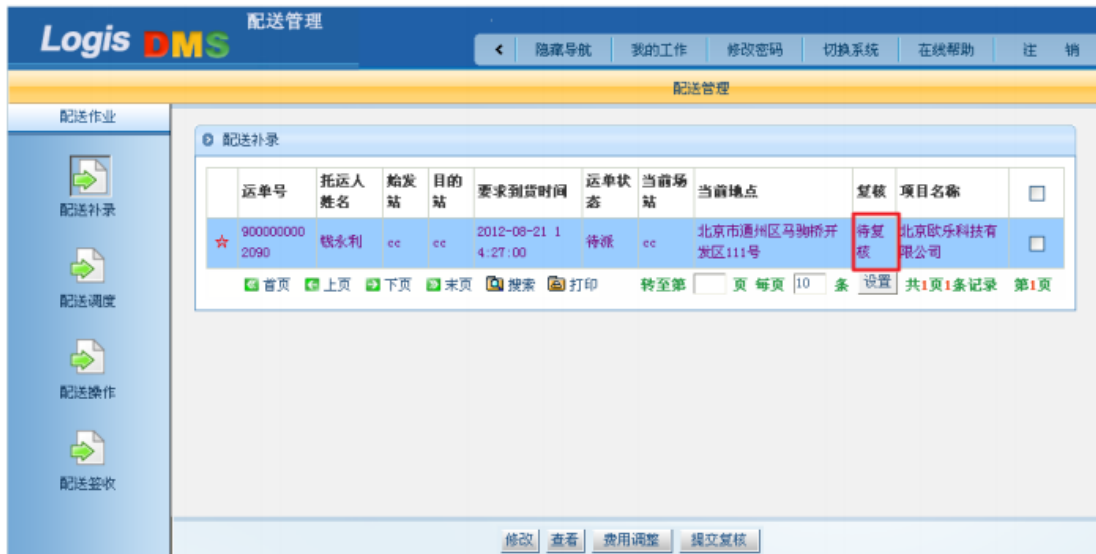 Logis DMS
配送管理
隐藏导航 我的工作 修改密码 切换系统 在线帮助 注 销
配送管理
配送作业
配送补录
配送调度
配送操作
配送签收
配送补录
运单号 托运人姓名 始发站 目的站 要求到货时间 运单状态 当前场站 当前地点 复核 项目名称
900000000 钱永利 cc cc 2012-08-21 1 待派 cc 北京市通州区马驹桥开 待复 北京欧乐科技有
2090 4:27:00 发区111号 核 限公司
首页 上页 下页 末页 搜索 打印 转至第 页 每页 10 条 设置 共1页1条记录 第1页
修改 查看 费用调整 提交复核